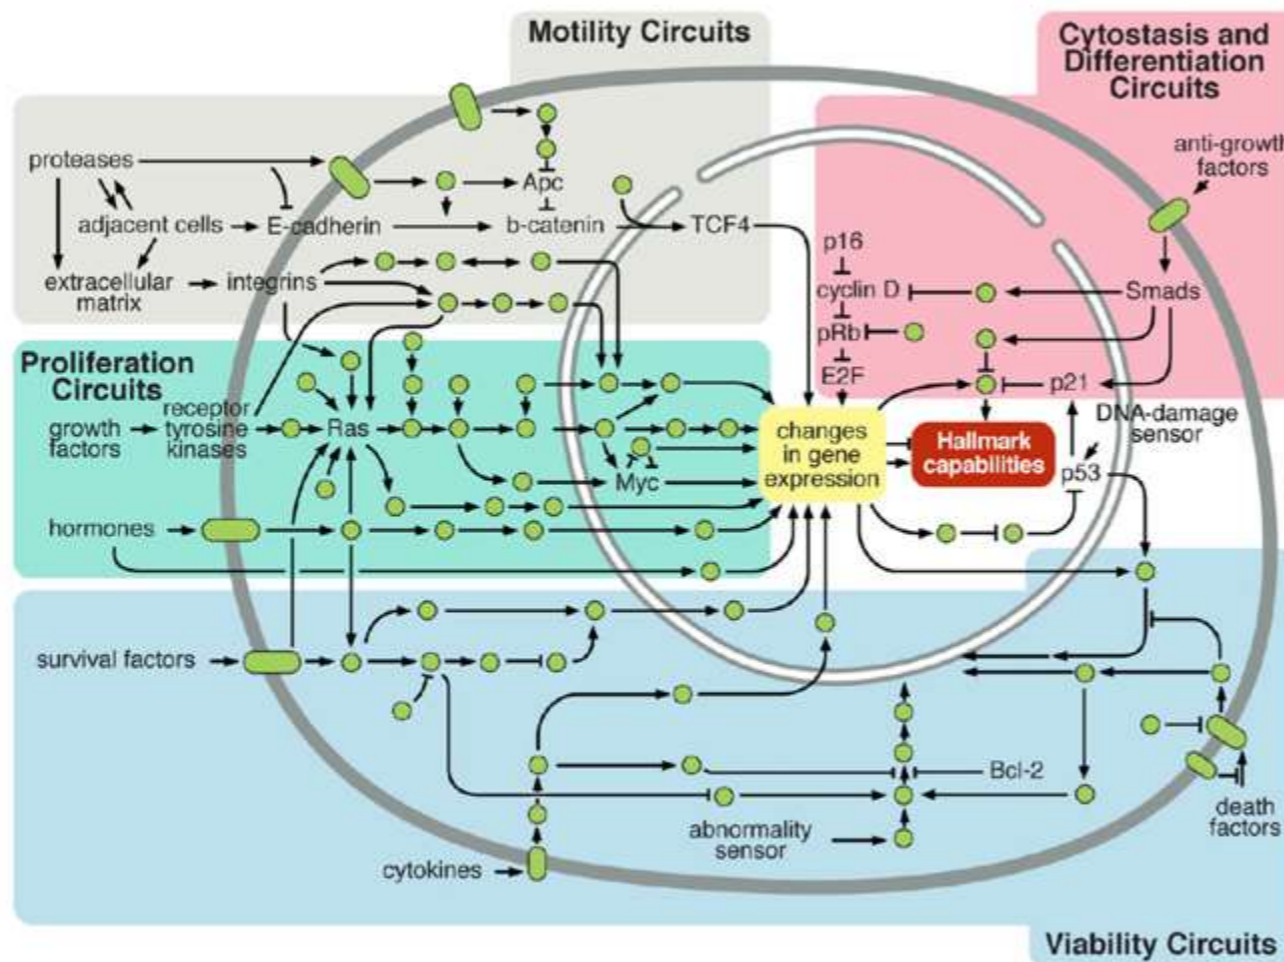 Motility Circuits
Cytostasis and
Differentiation
Circuits
anti-growth
factors
proteases
Apc
adjacent cells
E-cadherin
b-catenin
TCF4
p16
extracellular
matrix
integrins
cyclin D
Smads
pRb
Proliferation
Circuits
E2F
p21
growth
factors
receptor
tyrosine
kinases
Ras
changes
in gene
expression
Hallmark
capabilities
DNA-damage
sensor
p53
Myc
hormones
survival factors
Bcl-2
abnormality
sensor
death
factors
cytokines
Viability Circuits